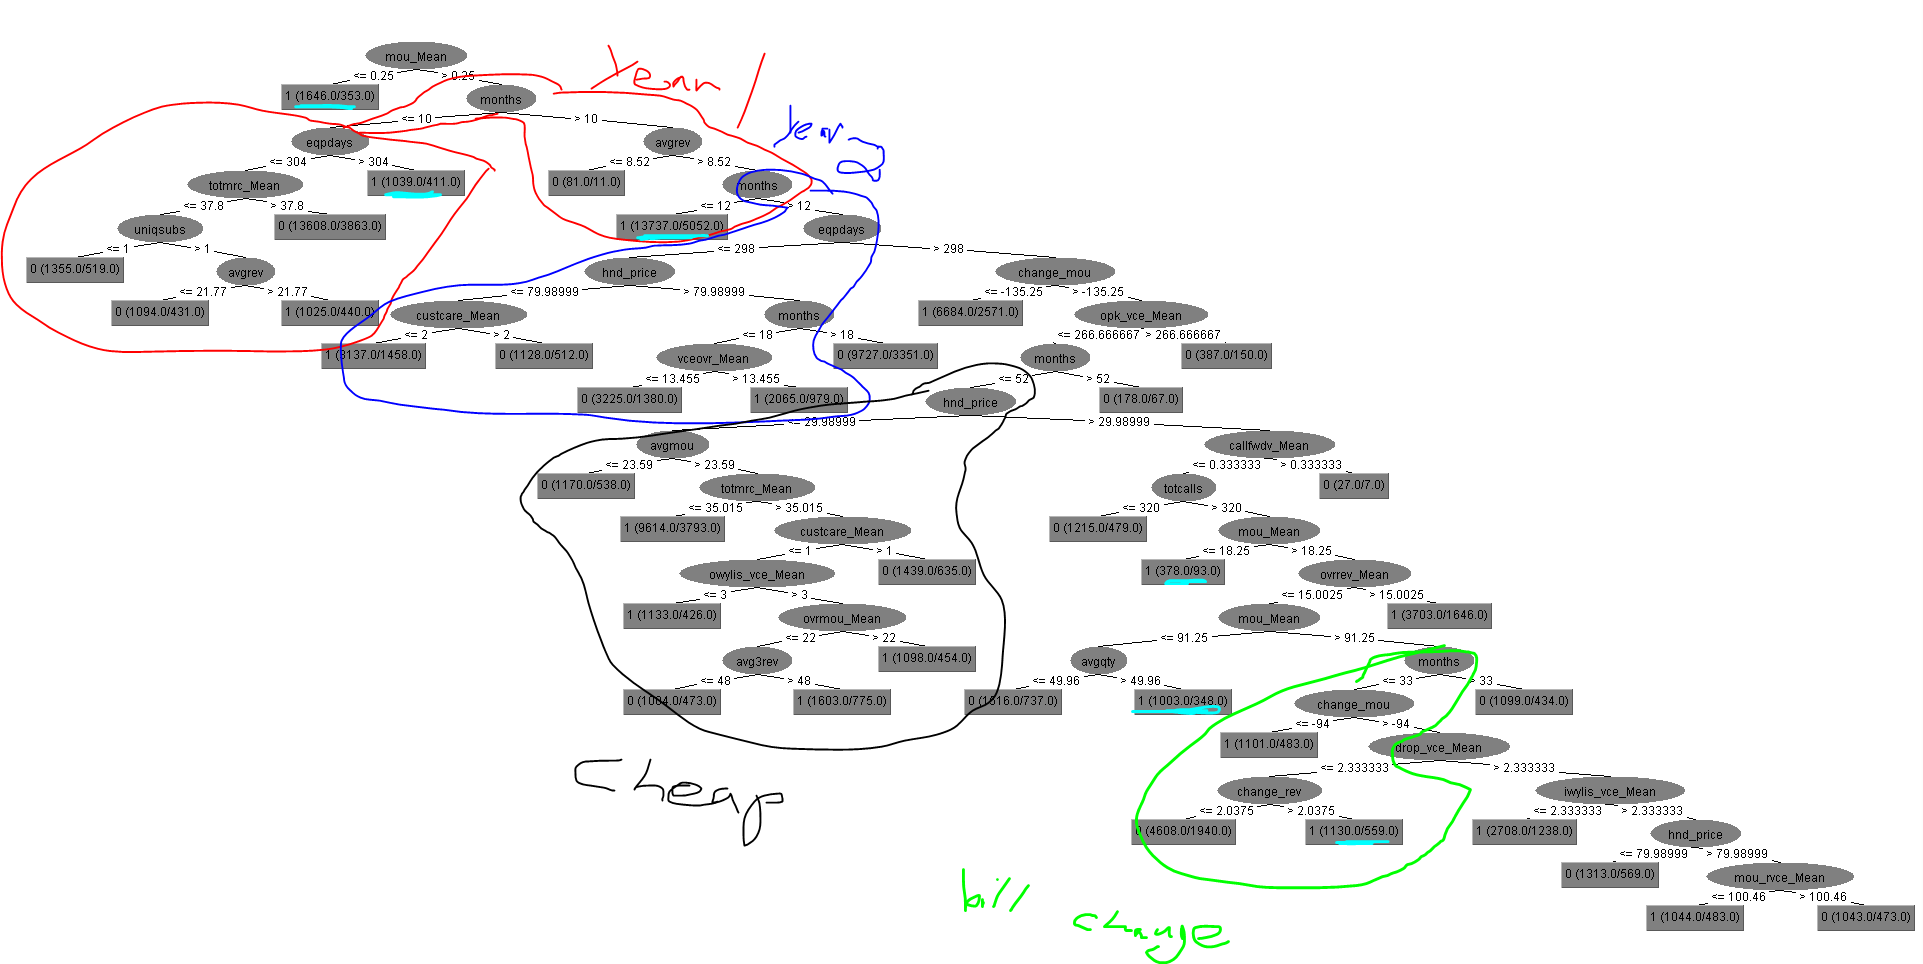 mou_Mean
<= 0.25 > 0.25
1 (1646.0/353.0) months
<= 10 > 10
eqpdays avgrev
<= 304 > 304 <= 8.52 > 8.52
totmrc_Mean 1 (1039.0/411.0) 0 (81.0/11.0) months
<= 37.8 > 37.8 <= 12 > 12
uniqsubs 0 (13608.0/3863.0) 1 (13737.0/5052.0) eqpdays
<= 1 > 1 <= 298 > 298
0 (1355.0/519.0) avgrev hnd_price change_mou
<= 21.77 > 21.77 <= 79.98999 > 79.98999 <= -135.25 > -135.25
0 (1094.0/431.0) 1 (1025.0/440.0) custcare_Mean months 1 (6684.0/2571.0) opk_vce_Mean
<= 2 > 2 <= 18 > 18 <= 266.666667 > 266.666667
1 (3137.0/1458.0) 0 (1128.0/512.0) vceovr_Mean 0 (9727.0/3351.0) months 0 (387.0/150.0)
<= 13.455 > 13.455 <= 52 > 52
0 (3225.0/1380.0) 1 (2065.0/979.0) hnd_price 0 (178.0/67.0)
<= 29.98999 > 29.98999
avgmou callfwdv_Mean
<= 23.59 > 23.59 <= 0.333333 > 0.333333
0 (1170.0/538.0) totmrc_Mean totcalls 0 (27.0/7.0)
<= 35.015 > 35.015 <= 320 > 320
1 (9614.0/3793.0) custcare_Mean 0 (1215.0/479.0) mou_Mean
<= 1 > 1 <= 18.25 > 18.25
owylis_vce_Mean 0 (1439.0/635.0) 1 (378.0/93.0) ovrrev_Mean
<= 3 > 3 <= 15.0025 > 15.0025
1 (1133.0/426.0) ovrmou_Mean mou_Mean 1 (3703.0/1646.0)
<= 22 > 22 <= 91.25 > 91.25
avg3rev 1 (1098.0/454.0) avgqty months
<= 48 > 48 <= 49.96 > 49.96 <= 33 > 33
1 (1603.0/775.0) 1 (1003.0/348.0) change_mou 0 (1099.0/434.0)
<= -94 > -94
1 (1101.0/483.0) drop_vce_Mean
<= 2.333333 > 2.333333
change_rev iwylis_vce_Mean
<= 2.0375 > 2.0375 <= 2.333333 > 2.333333
0 (4608.0/1940.0) 1 (1130.0/559.0) 1 (2708.0/1238.0) hnd_price
<= 79.98999 > 79.98999
0 (1313.0/569.0) mou_rvce_Mean
<= 100.46 > 100.46
1 (1044.0/483.0) 0 (1043.0/473.0)
Year 1
Year 2
Cheap
bill change